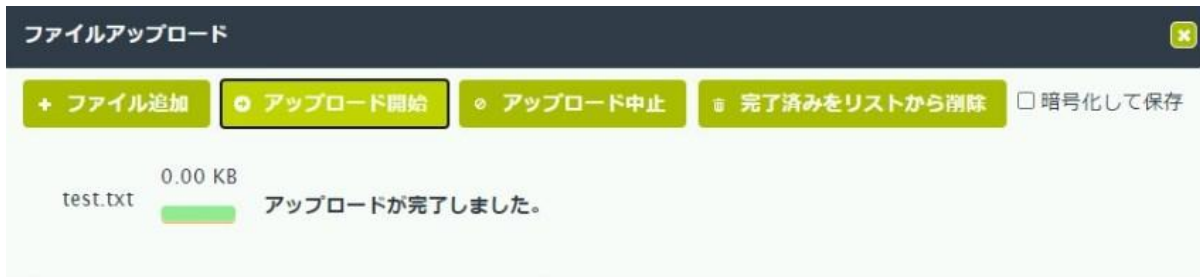 ファイルアップロード
ファイル追加 アップロード開始 アップロード中止 完了済みをリストから削除 暗号化して保存
0.00 KB
test.txt アップロードが完了しました。